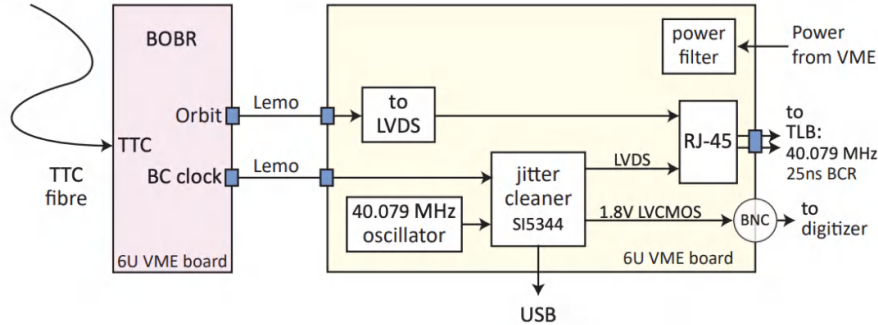 BOBR
Orbit
TTC
BC clock
TTC
fibre
6U VME board
Lemo
Lemo
to
LVDS
40.079 MHz
oscillator
jitter
cleaner
SI5344
LVDS
1.8V LVCMOS
USB
power
filter
Power
from VME
RJ-45
to
TLB:
40.079 MHz
25ns BCR
BNC
to
digitizer
6U VME board